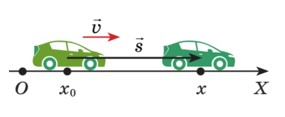 v⃗
s⃗
O x₀ x X